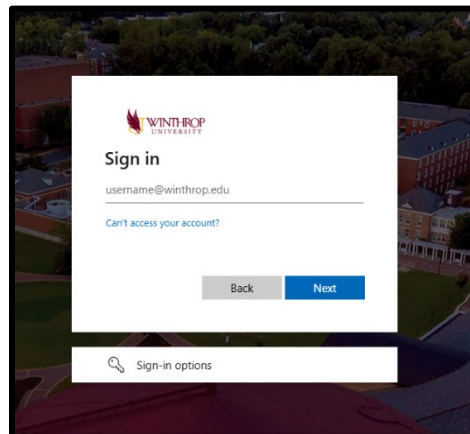 WINTHROP
UNIVERSITY
Sign in
username@winthrop.edu
Can't access your account?
Back
Next
Sign-in options